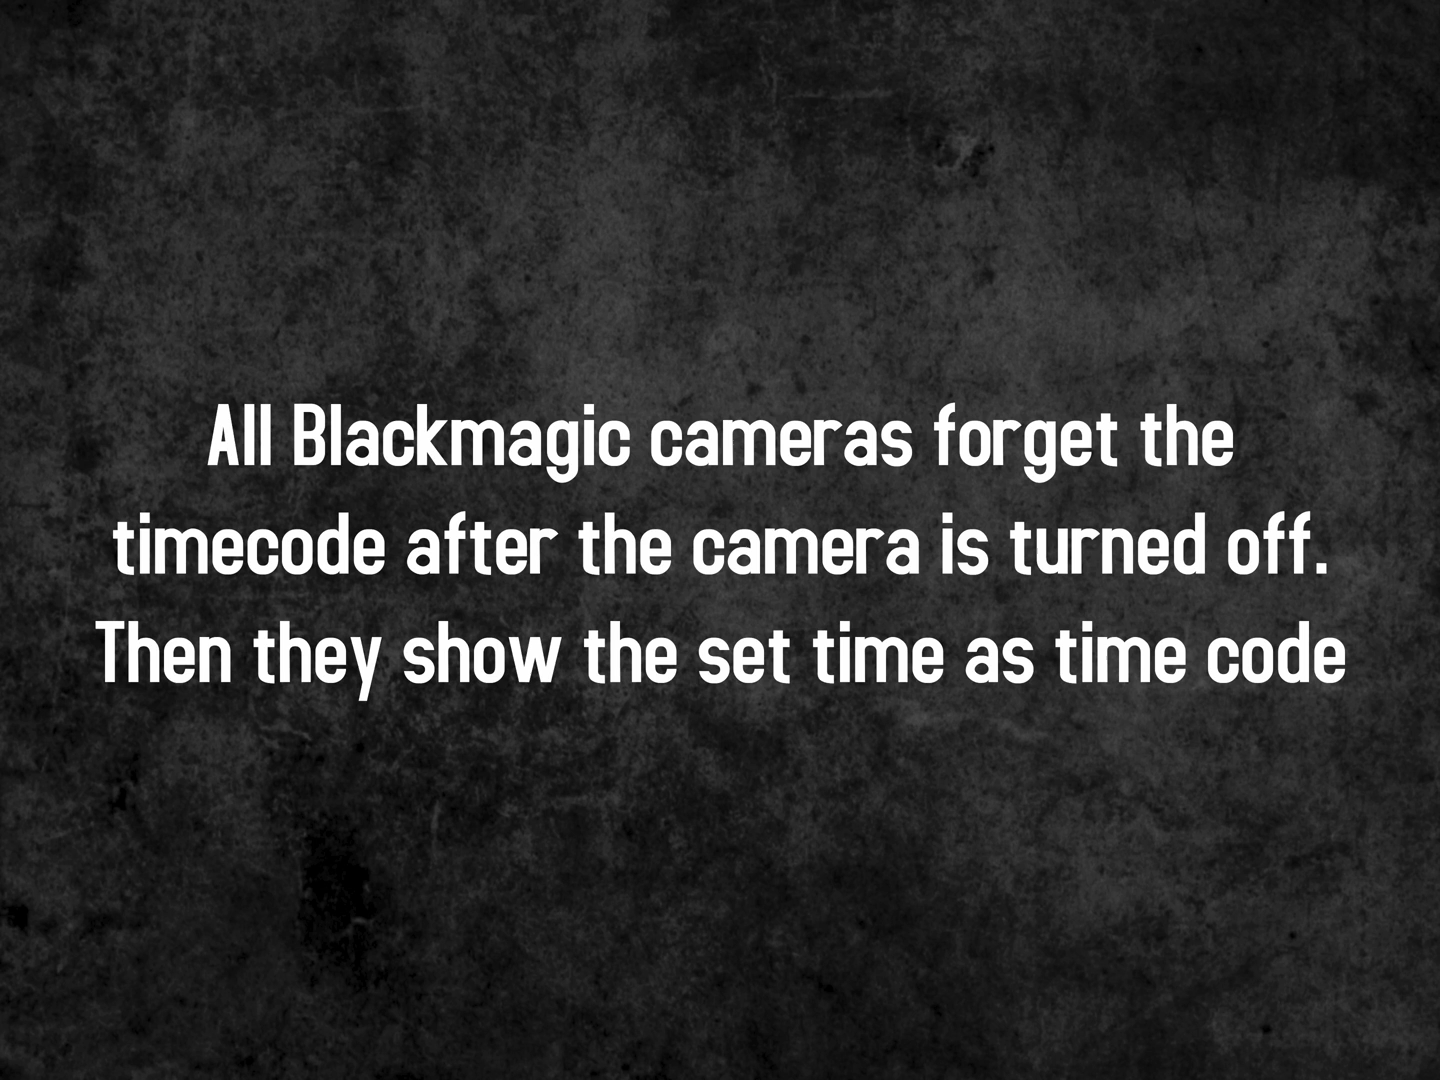 All Blackmagic cameras forget the
timecode after the camera is turned off.
Then they show the set time as time code